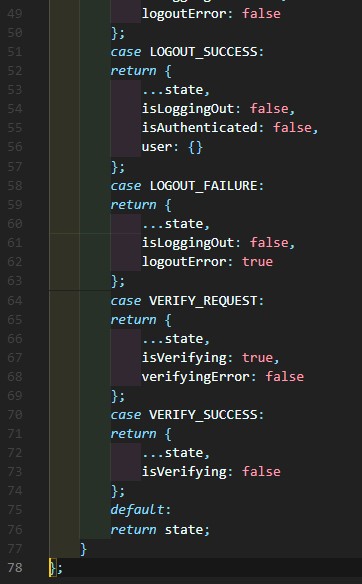 49 logoutError: false
50 };
51 case LOGOUT_SUCCESS:
52 return {
53 ...state,
54 isLoggingOut: false,
55 isAuthenticated: false,
56 user: {}
57 };
58 case LOGOUT_FAILURE:
59 return {
60 ...state,
61 isLoggingOut: false,
62 logoutError: true
63 };
64 case VERIFY_REQUEST:
65 return {
66 ...state,
67 isVerifying: true,
68 verifyingError: false
69 };
70 case VERIFY_SUCCESS:
71 return {
72 ...state,
73 isVerifying: false
74 };
75 default:
76 return state;
77 }
78 };